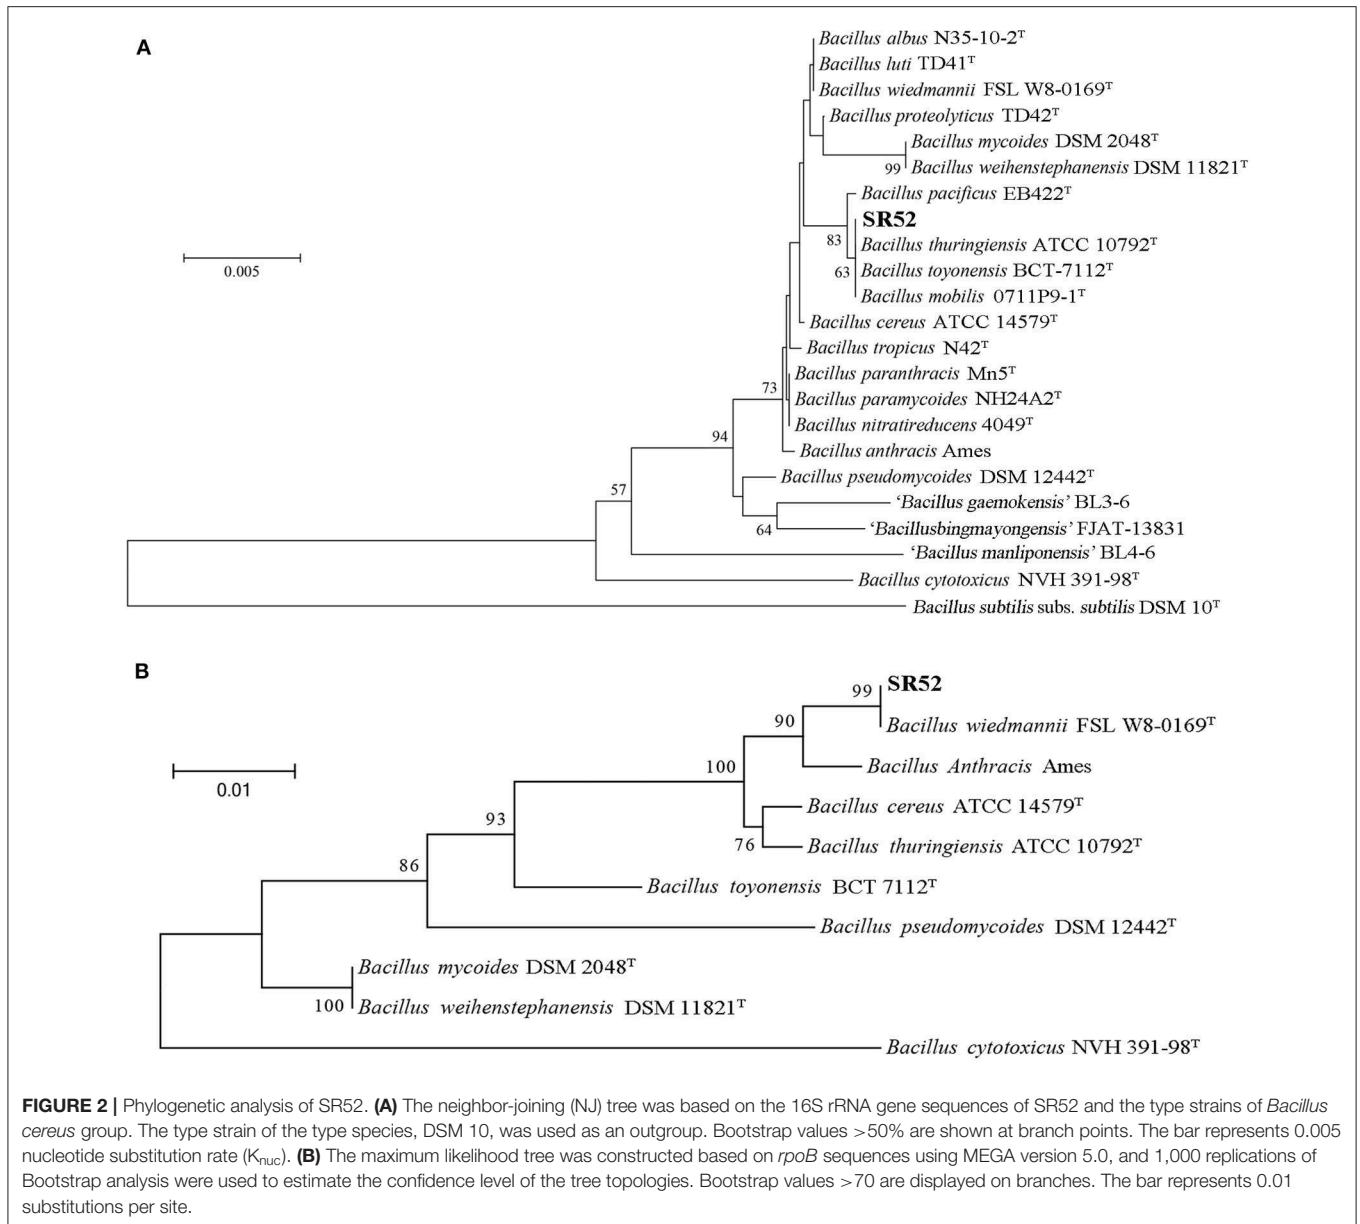 A
Bacillus albus N35-10-2ᵀ
Bacillus luti TD41ᵀ
Bacillus wiedmannii FSL W8-0169ᵀ
Bacillus proteolyticus TD42ᵀ
Bacillus mycoides DSM 2048ᵀ
99
Bacillus weihenstephanensis DSM 11821ᵀ
Bacillus pacificus EB422ᵀ
SR52
83
Bacillus thuringiensis ATCC 10792ᵀ
0.005
63
Bacillus toyonensis BCT-7112ᵀ
Bacillus mobilis 0711P9-1ᵀ
Bacillus cereus ATCC 14579ᵀ
Bacillus tropicus N42ᵀ
Bacillus paranthracis Mn5ᵀ
73
Bacillus paramycoides NH24A2ᵀ
Bacillus nitratireducens 4049ᵀ
94
Bacillus anthracis Ames
Bacillus pseudomycoides DSM 12442ᵀ
57
‘Bacillus gaemokensis’ BL3-6
64
‘Bacillusbingmayongensis’ FJAT-13831
‘Bacillus manliponensis’ BL4-6
Bacillus cytotoxicus NVH 391-98ᵀ
Bacillus subtilis subs. subtilis DSM 10ᵀ
B
99
SR52
90
Bacillus wiedmannii FSL W8-0169ᵀ
100
Bacillus Anthracis Ames
0.01
Bacillus cereus ATCC 14579ᵀ
93
76
Bacillus thuringiensis ATCC 10792ᵀ
86
Bacillus toyonensis BCT 7112ᵀ
Bacillus pseudomycoides DSM 12442ᵀ
Bacillus mycoides DSM 2048ᵀ
100
Bacillus weihenstephanensis DSM 11821ᵀ
Bacillus cytotoxicus NVH 391-98ᵀ
FIGURE 2 | Phylogenetic analysis of SR52. (A) The neighbor-joining (NJ) tree was based on the 16S rRNA gene sequences of SR52 and the type strains of Bacillus
cereus group. The type strain of the type species, DSM 10, was used as an outgroup. Bootstrap values >50% are shown at branch points. The bar represents 0.005
nucleotide substitution rate (Knuc). (B) The maximum likelihood tree was constructed based on rpoB sequences using MEGA version 5.0, and 1,000 replications of
Bootstrap analysis were used to estimate the confidence level of the tree topologies. Bootstrap values >70 are displayed on branches. The bar represents 0.01
substitutions per site.